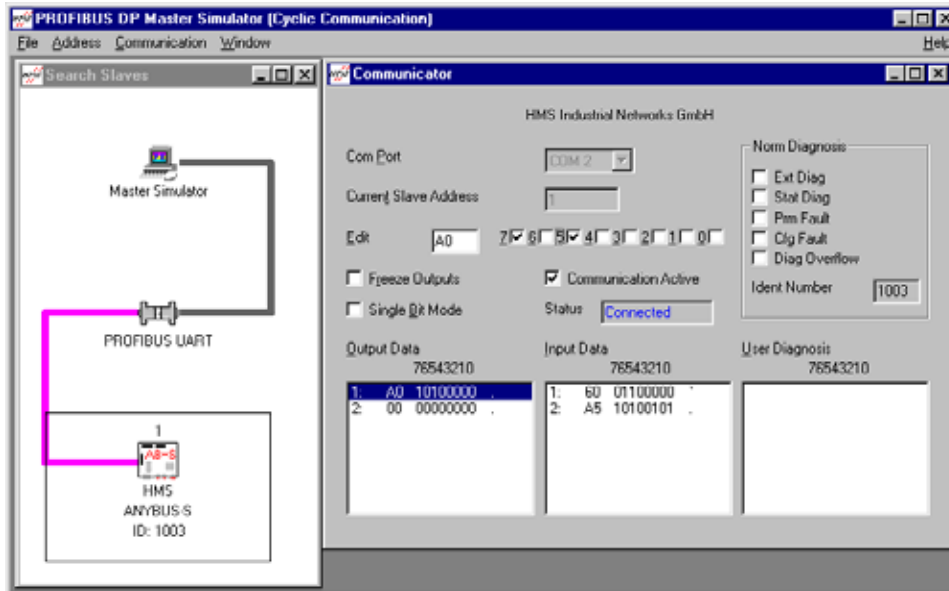 PROFIBUS DP Master Simulator (Cyclic Communication)
File Address Communication Window Help
Search Slaves
Master Simulator
PROFIBUS UART
1
AB-S
HMS
ANYBUS-S
ID: 1003
Communicator
HMS Industrial Networks GmbH
Com Port COM 2
Current Slave Address 1
Edit A0 7 6 5 4 3 2 1 0
Freeze Outputs Communication Active
Single Bit Mode Status Connected
Norm Diagnosis
Ext Diag
Stat Diag
Prm Fault
Cfg Fault
Diag Overflow
Ident Number 1003
Output Data
76543210
1: A0 10100000 .
2: 00 00000000 .
Input Data
76543210
1: 60 01100000 `
2: A5 10100101 .
User Diagnosis
76543210